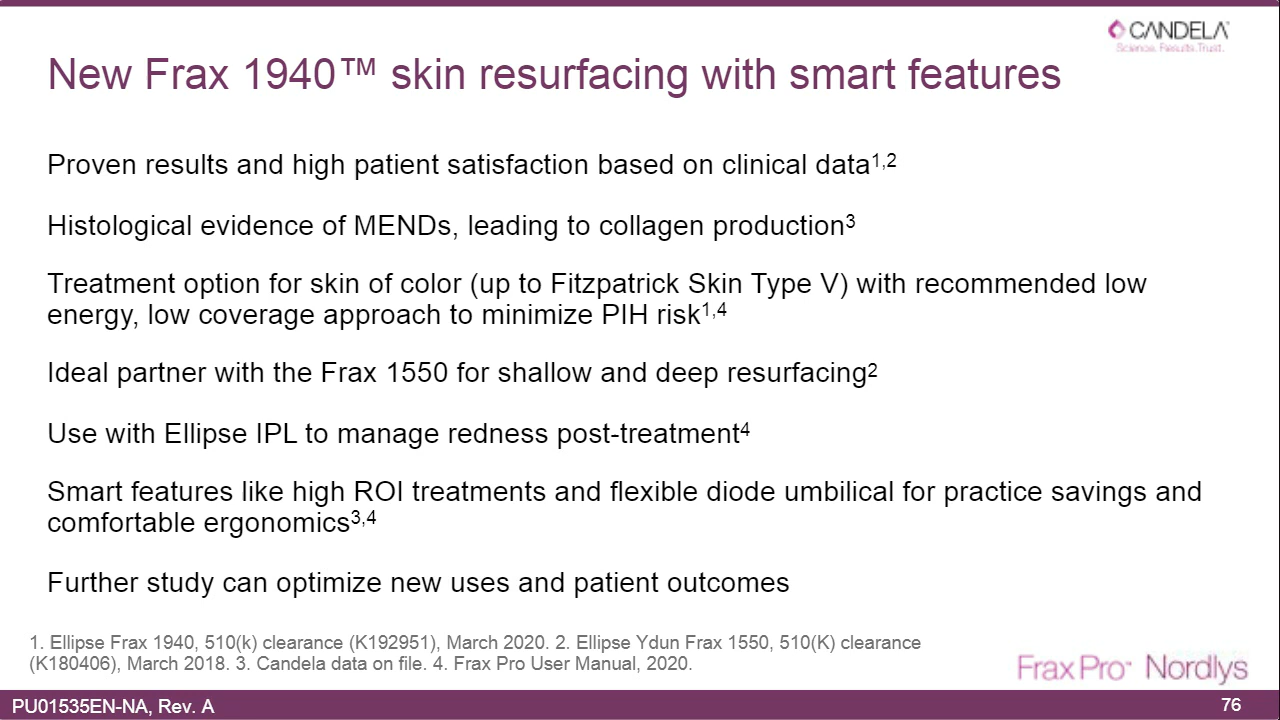 CANDELA™
Science. Results. Trust.
New Frax 1940™ skin resurfacing with smart features
Proven results and high patient satisfaction based on clinical data1,2
Histological evidence of MENDs, leading to collagen production3
Treatment option for skin of color (up to Fitzpatrick Skin Type V) with recommended low
energy, low coverage approach to minimize PIH risk1,4
Ideal partner with the Frax 1550 for shallow and deep resurfacing2
Use with Ellipse IPL to manage redness post-treatment4
Smart features like high ROI treatments and flexible diode umbilical for practice savings and
comfortable ergonomics3,4
Further study can optimize new uses and patient outcomes
1. Ellipse Frax 1940, 510(k) clearance (K192951), March 2020. 2. Ellipse Ydun Frax 1550, 510(K) clearance
(K180406), March 2018. 3. Candela data on file. 4. Frax Pro User Manual, 2020.
Frax Pro™ Nordlys
PU01535EN-NA, Rev. A
76